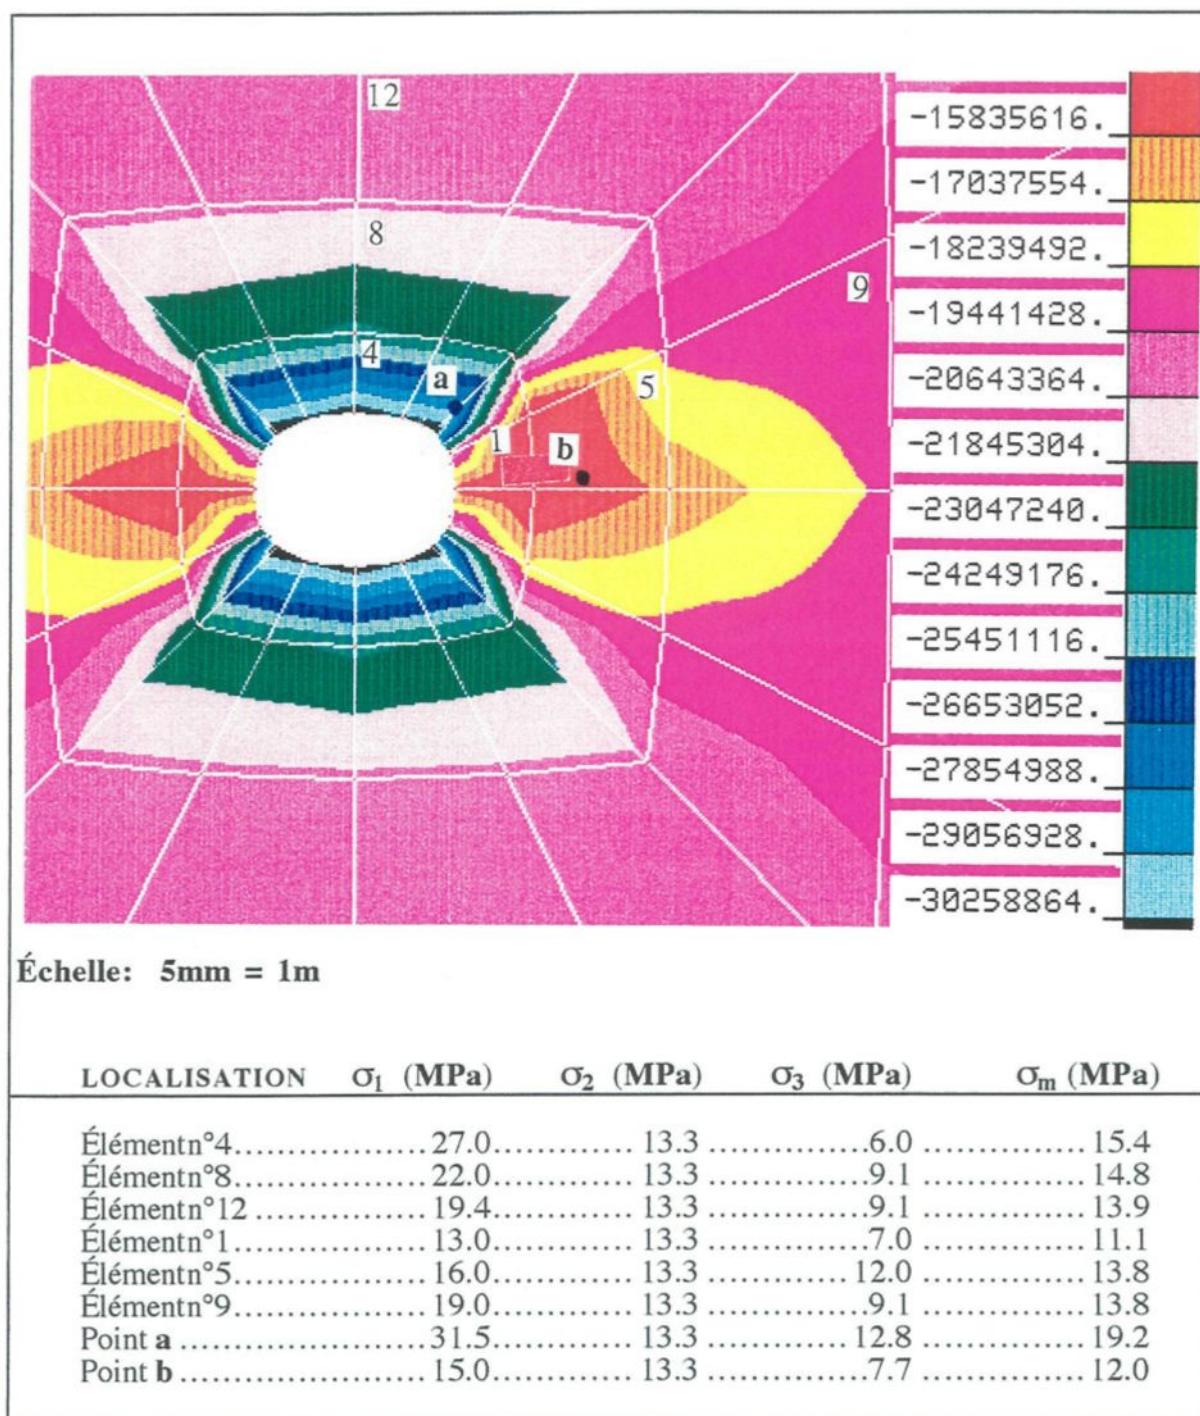 12
8
9
4
a
5
1
b
-15835616.
-17037554.
-18239492.
-19441428.
-20643364.
-21845304.
-23047240.
-24249176.
-25451116.
-26653052.
-27854988.
-29056928.
-30258864.
Échelle: 5mm = 1m
LOCALISATION σ1 (MPa) σ2 (MPa) σ3 (MPa) σm (MPa)
Élémentn°4.................. 27.0............. 13.3 ..............6.0 ............... 15.4
Élémentn°8.................. 22.0............. 13.3 ..............9.1 ............... 14.8
Élémentn°12 ................ 19.4............. 13.3 ..............9.1 ............... 13.9
Élémentn°1.................. 13.0............. 13.3 ..............7.0 ............... 11.1
Élémentn°5.................. 16.0............. 13.3 ............ 12.0 ............... 13.8
Élémentn°9.................. 19.0............. 13.3 ..............9.1 ............... 13.8
Point a ....................... 31.5............. 13.3 ............ 12.8 ............... 19.2
Point b ....................... 15.0............. 13.3 ..............7.7 ............... 12.0